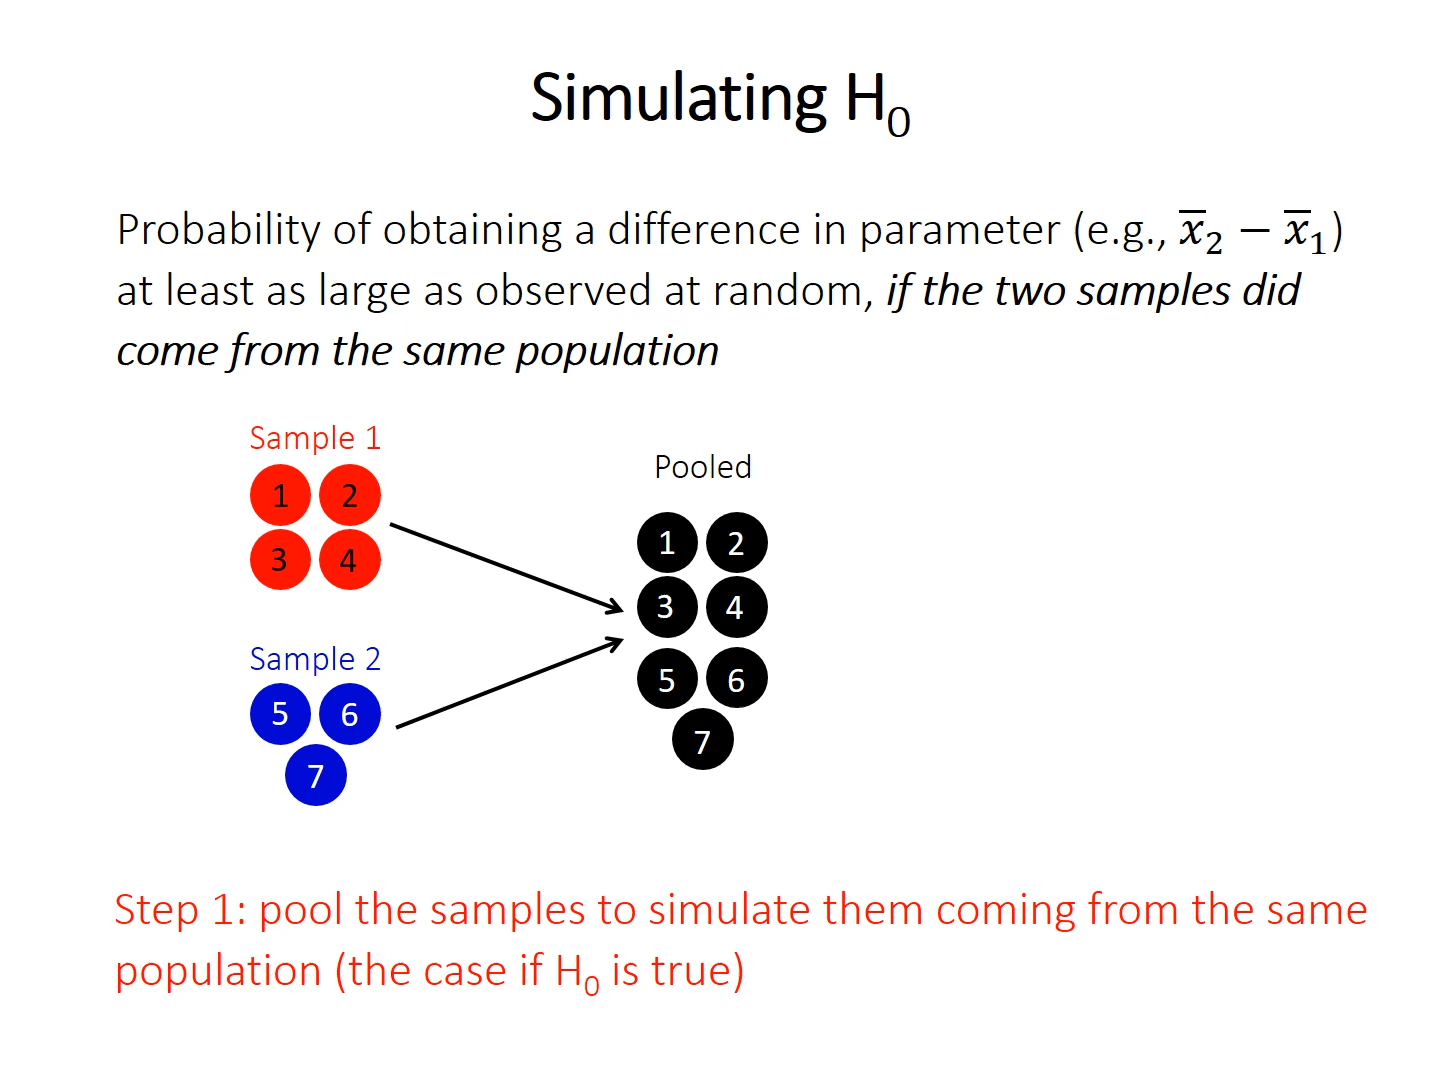 Simulating H₀
Probability of obtaining a difference in parameter (e.g., x̅₂ − x̅₁)
at least as large as observed at random, if the two samples did
come from the same population
Sample 1
1 2
3 4
Sample 2
5 6
7
Pooled
1 2
3 4
5 6
7
Step 1: pool the samples to simulate them coming from the same
population (the case if H₀ is true)